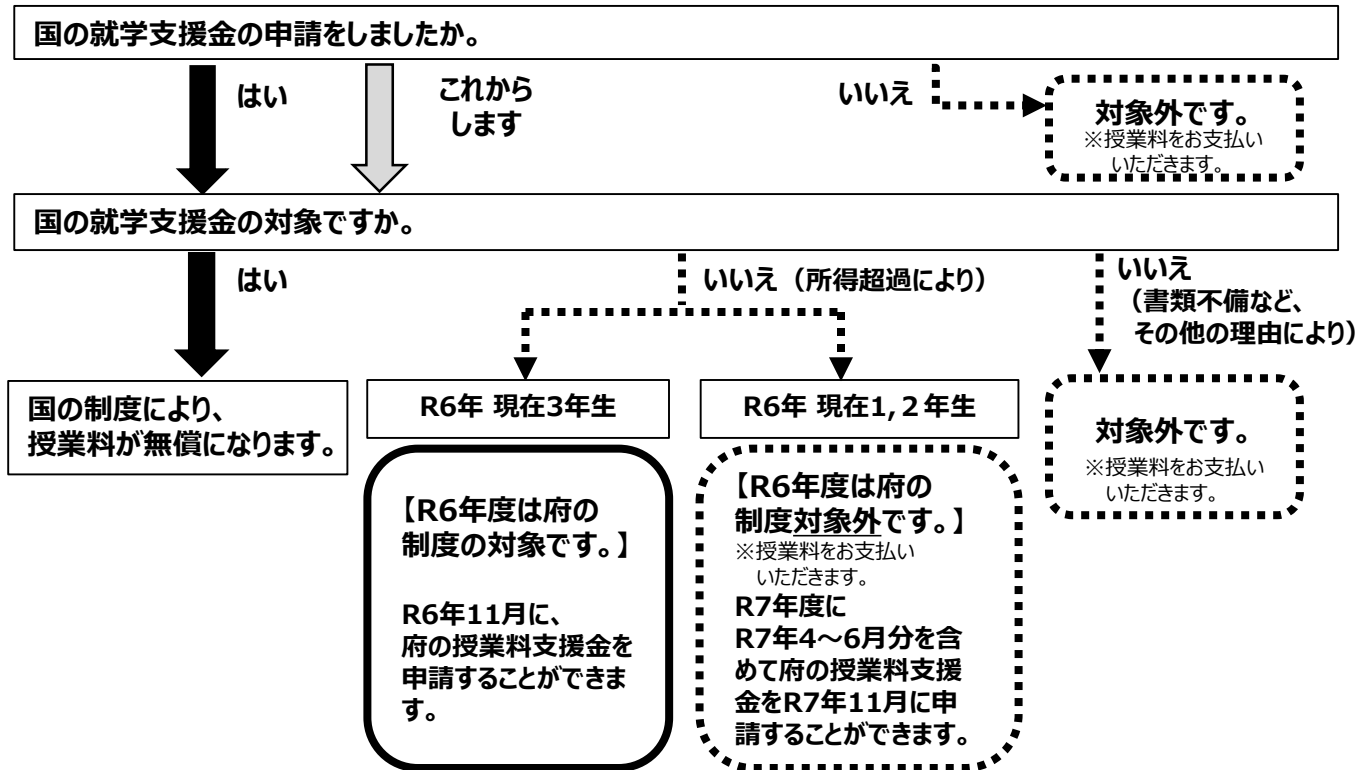 国の就学支援金の申請をしましたか。
はい
これから
します
いいえ
対象外です。
※授業料をお支払い
いただきます。
国の就学支援金の対象ですか。
はい
いいえ（所得超過により）
いいえ
（書類不備など、
その他の理由により）
国の制度により、
授業料が無償になります。
R6年 現在3年生
R6年 現在1,２年生
対象外です。
※授業料をお支払い
いただきます。
【R6年度は府の
制度の対象です。】
R6年11月に、
府の授業料支援金を
申請することができま
す。
【R6年度は府の
制度対象外です。】
※授業料をお支払い
いただきます。
R7年度に
R7年4～6月分を含
めて府の授業料支援
金をR7年11月に申
請することができます。